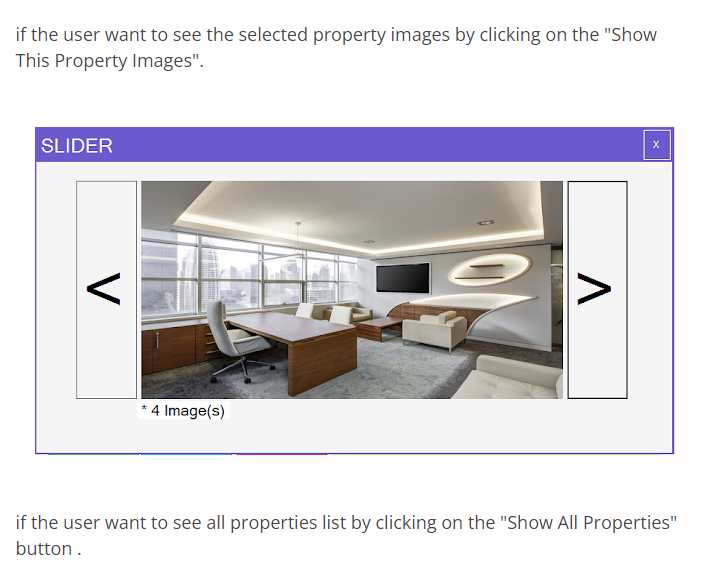 if the user want to see the selected property images by clicking on the "Show
This Property Images".
SLIDER
x
<
>
* 4 Image(s)
if the user want to see all properties list by clicking on the "Show All Properties"
button .